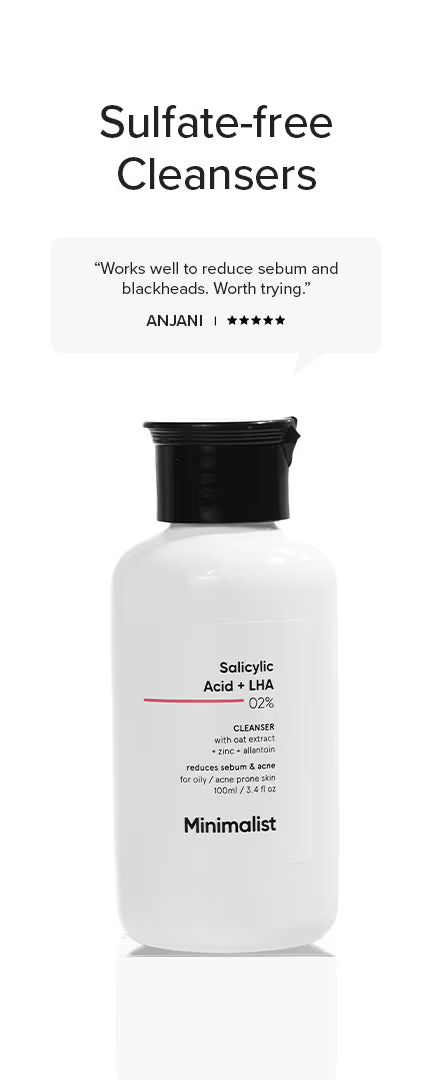 Sulfate-free
Cleansers
“Works well to reduce sebum and
blackheads. Worth trying.”
ANJANI | ★★★★★
Salicylic
Acid + LHA
02%
CLEANSER
with oat extract
+ zinc + allantoin
reduces sebum & acne
for oily / acne prone skin
100ml / 3.4 fl oz
Minimalist